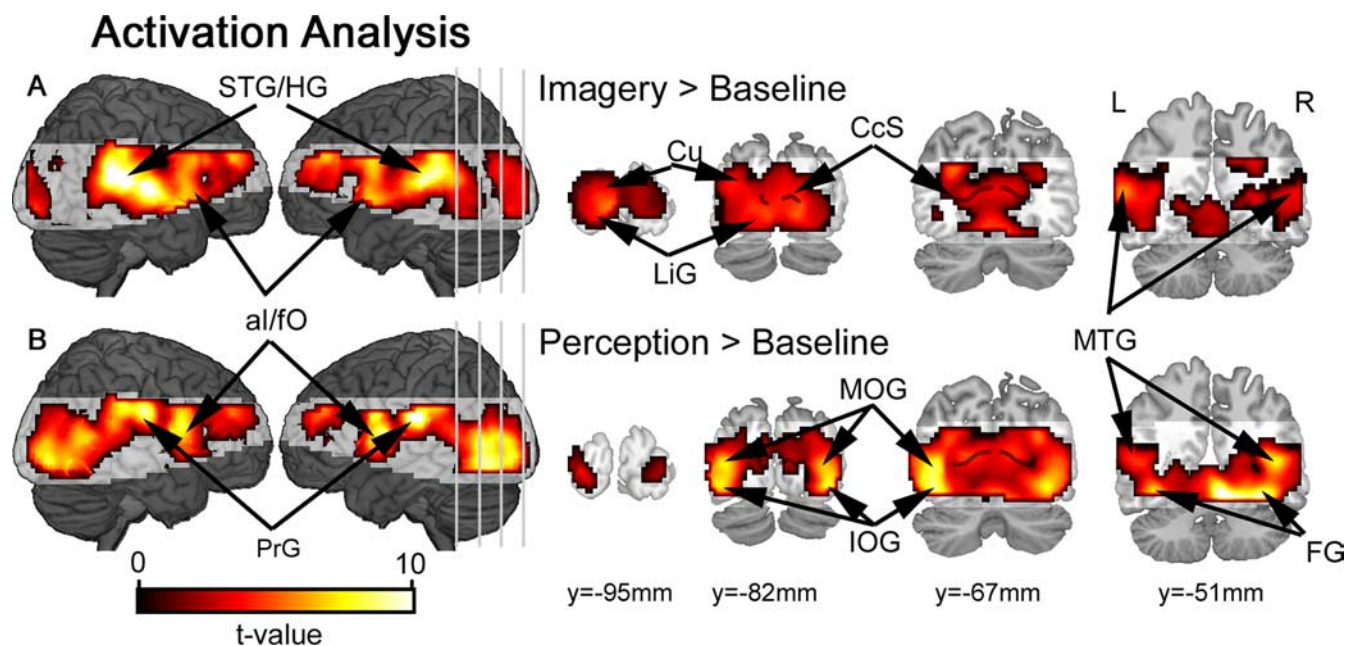 Activation Analysis
A
STG/HG
Imagery > Baseline
L
R
Cu
CcS
LiG
aI/fO
MTG
B
Perception > Baseline
MOG
PrG
IOG
FG
0
10
t-value
y=-95mm
y=-82mm
y=-67mm
y=-51mm